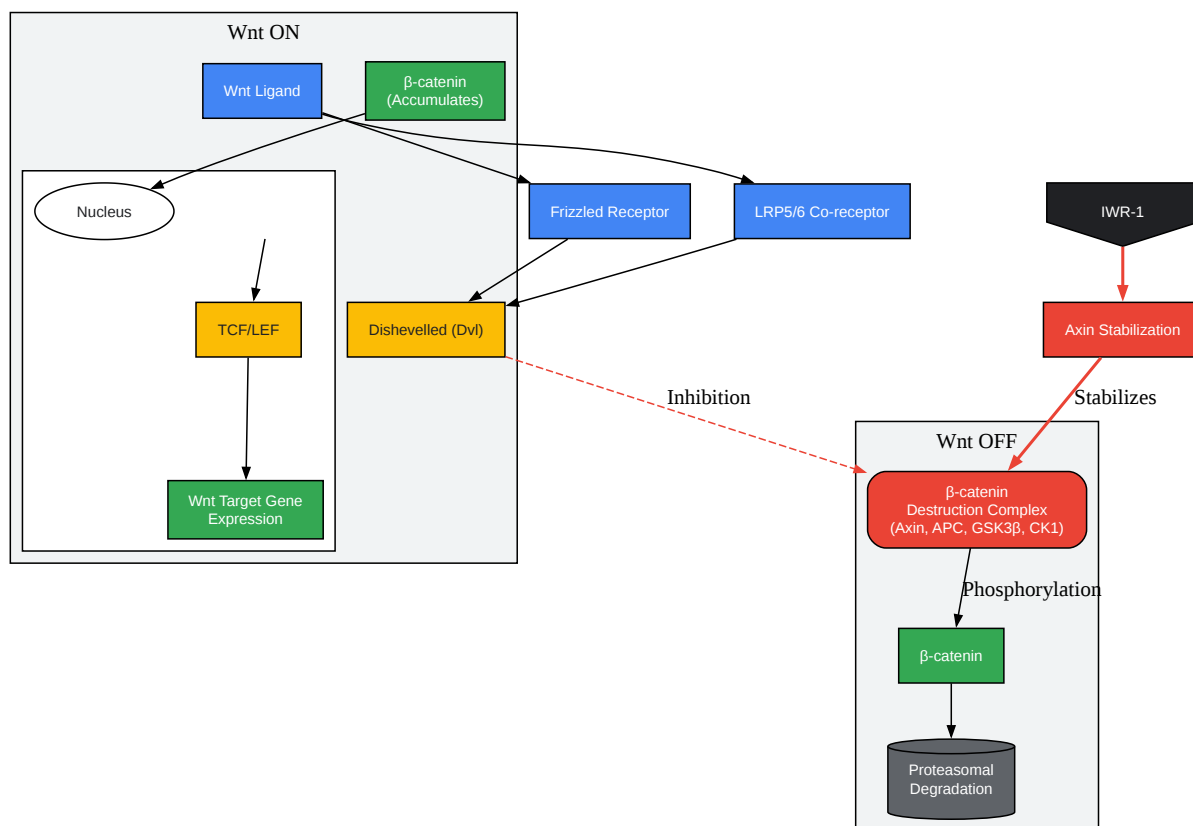 Wnt ON
Wnt Ligand
β-catenin
(Accumulates)
Nucleus
Frizzled Receptor
LRP5/6 Co-receptor
IWR-1
TCF/LEF
Dishevelled (Dvl)
Axin Stabilization
Inhibition
Stabilizes
Wnt OFF
β-catenin
Destruction Complex
(Axin, APC, GSK3β, CK1)
Wnt Target Gene
Expression
Phosphorylation
β-catenin
Proteasomal
Degradation